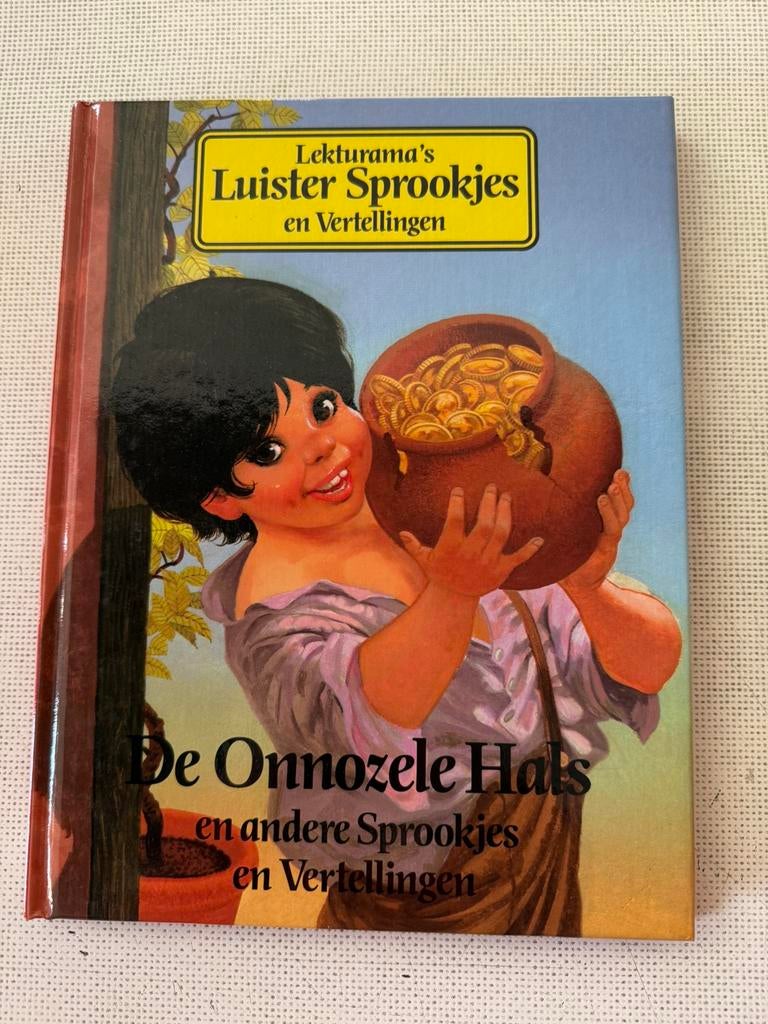 Lekturama's
Luister Sprookjes
en Vertellingen
De Onnozele Hals
en andere Sprookjes
en Vertellingen